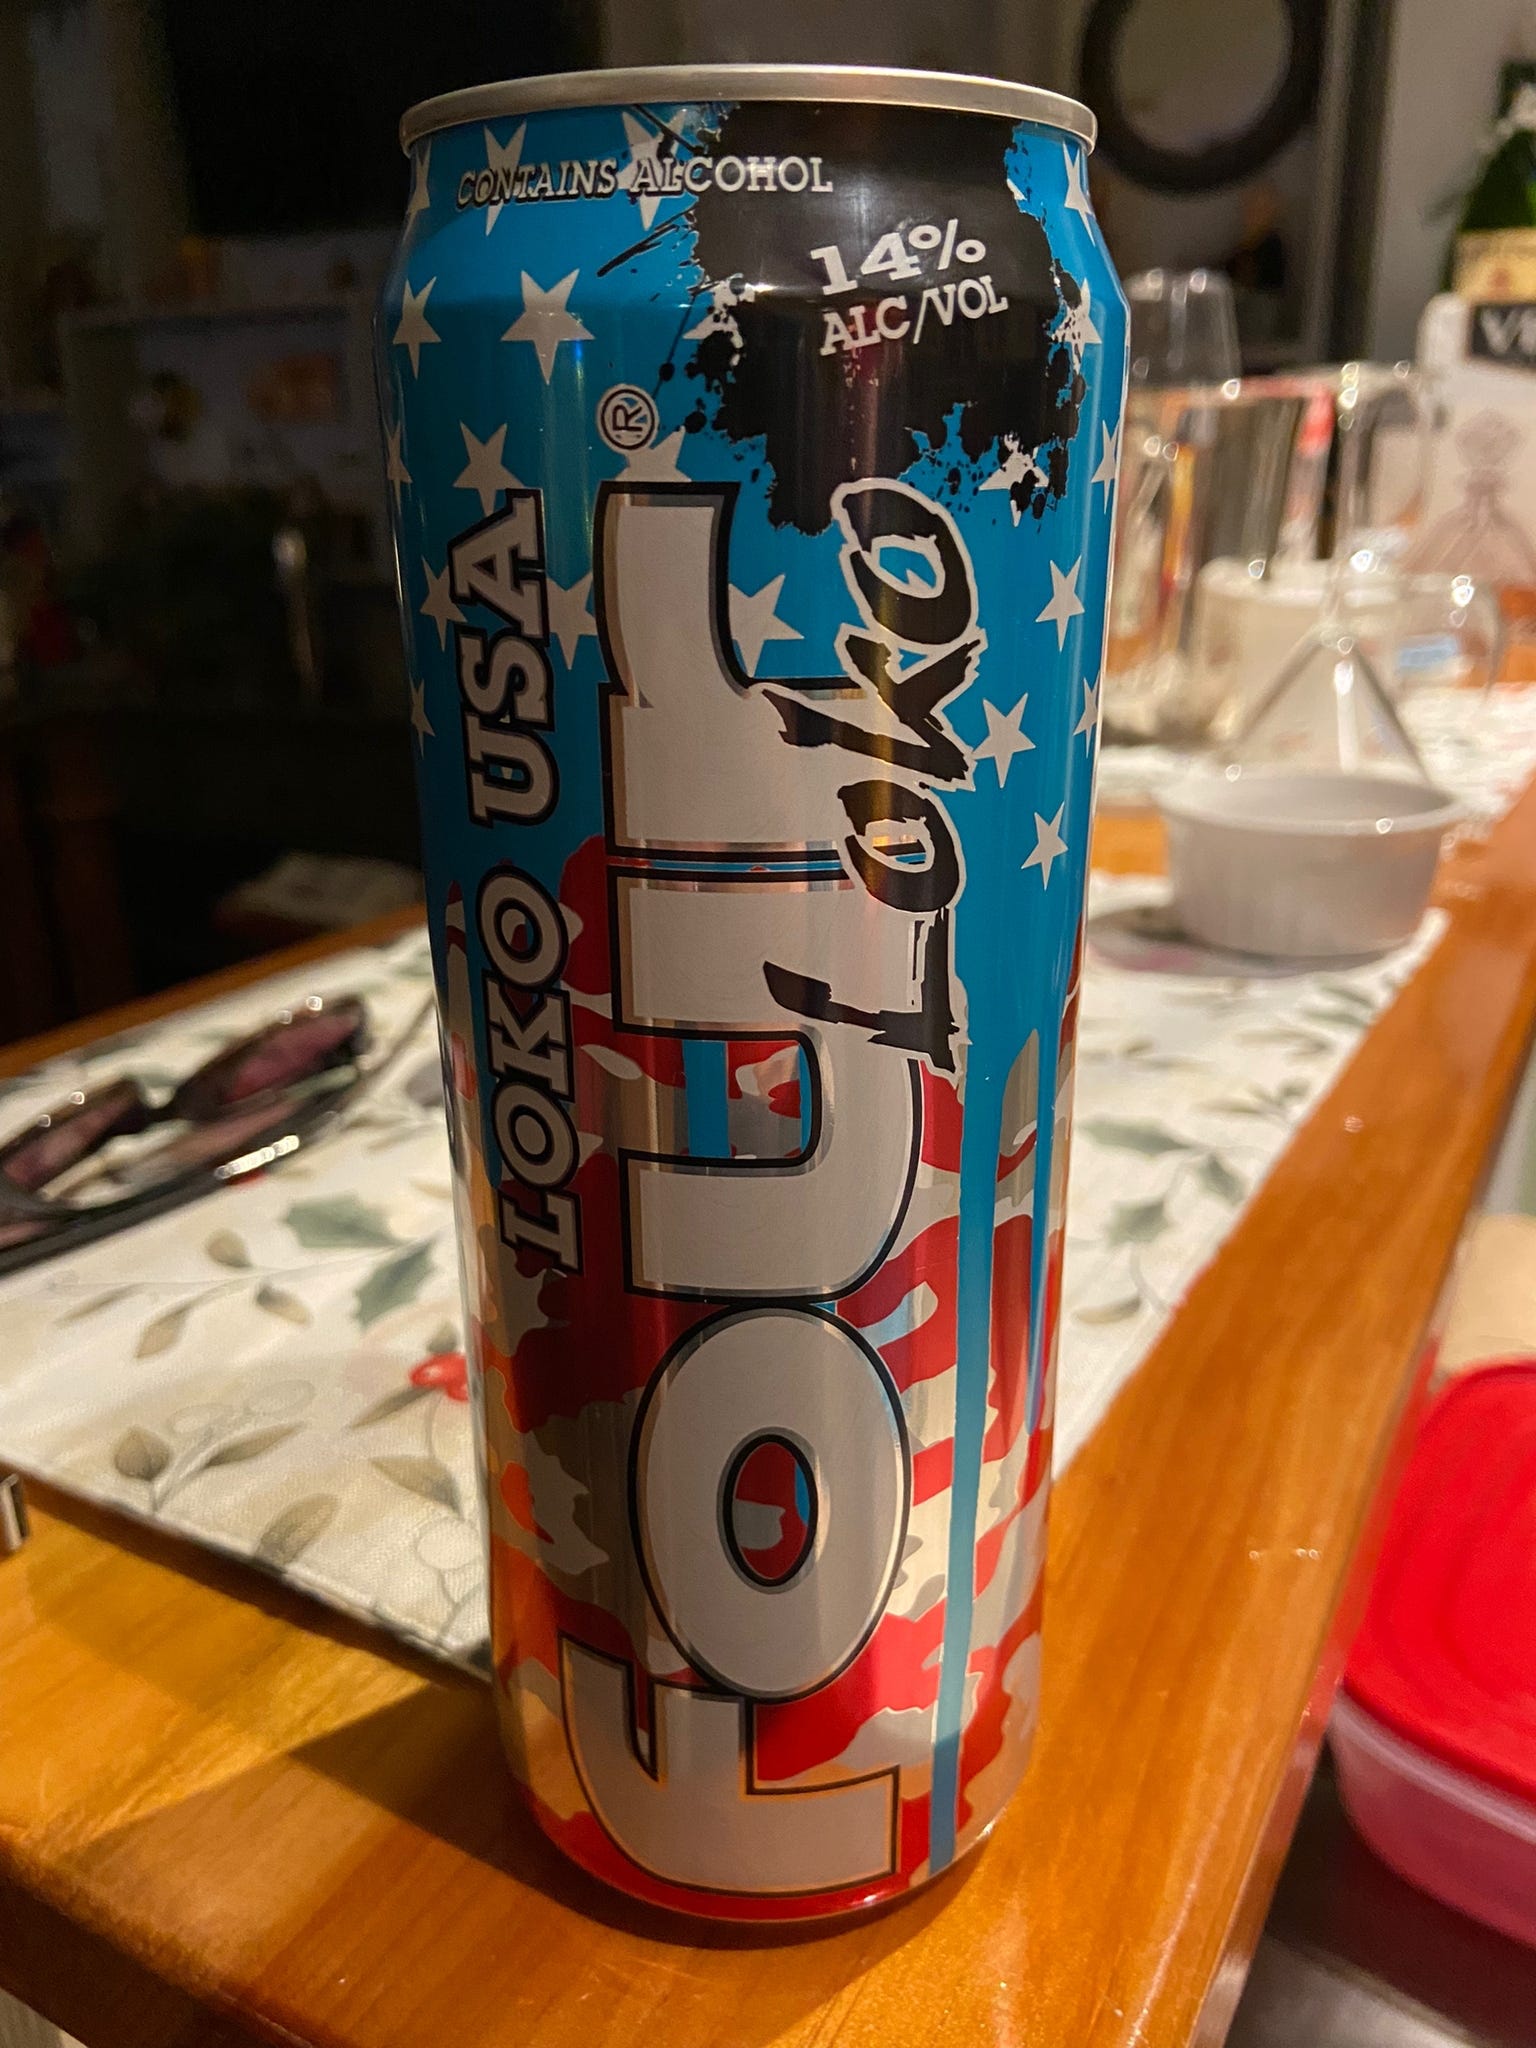 CONTAINS ALCOHOL
14%
ALC/VOL
LOKO USA
FOUR
Loko
®